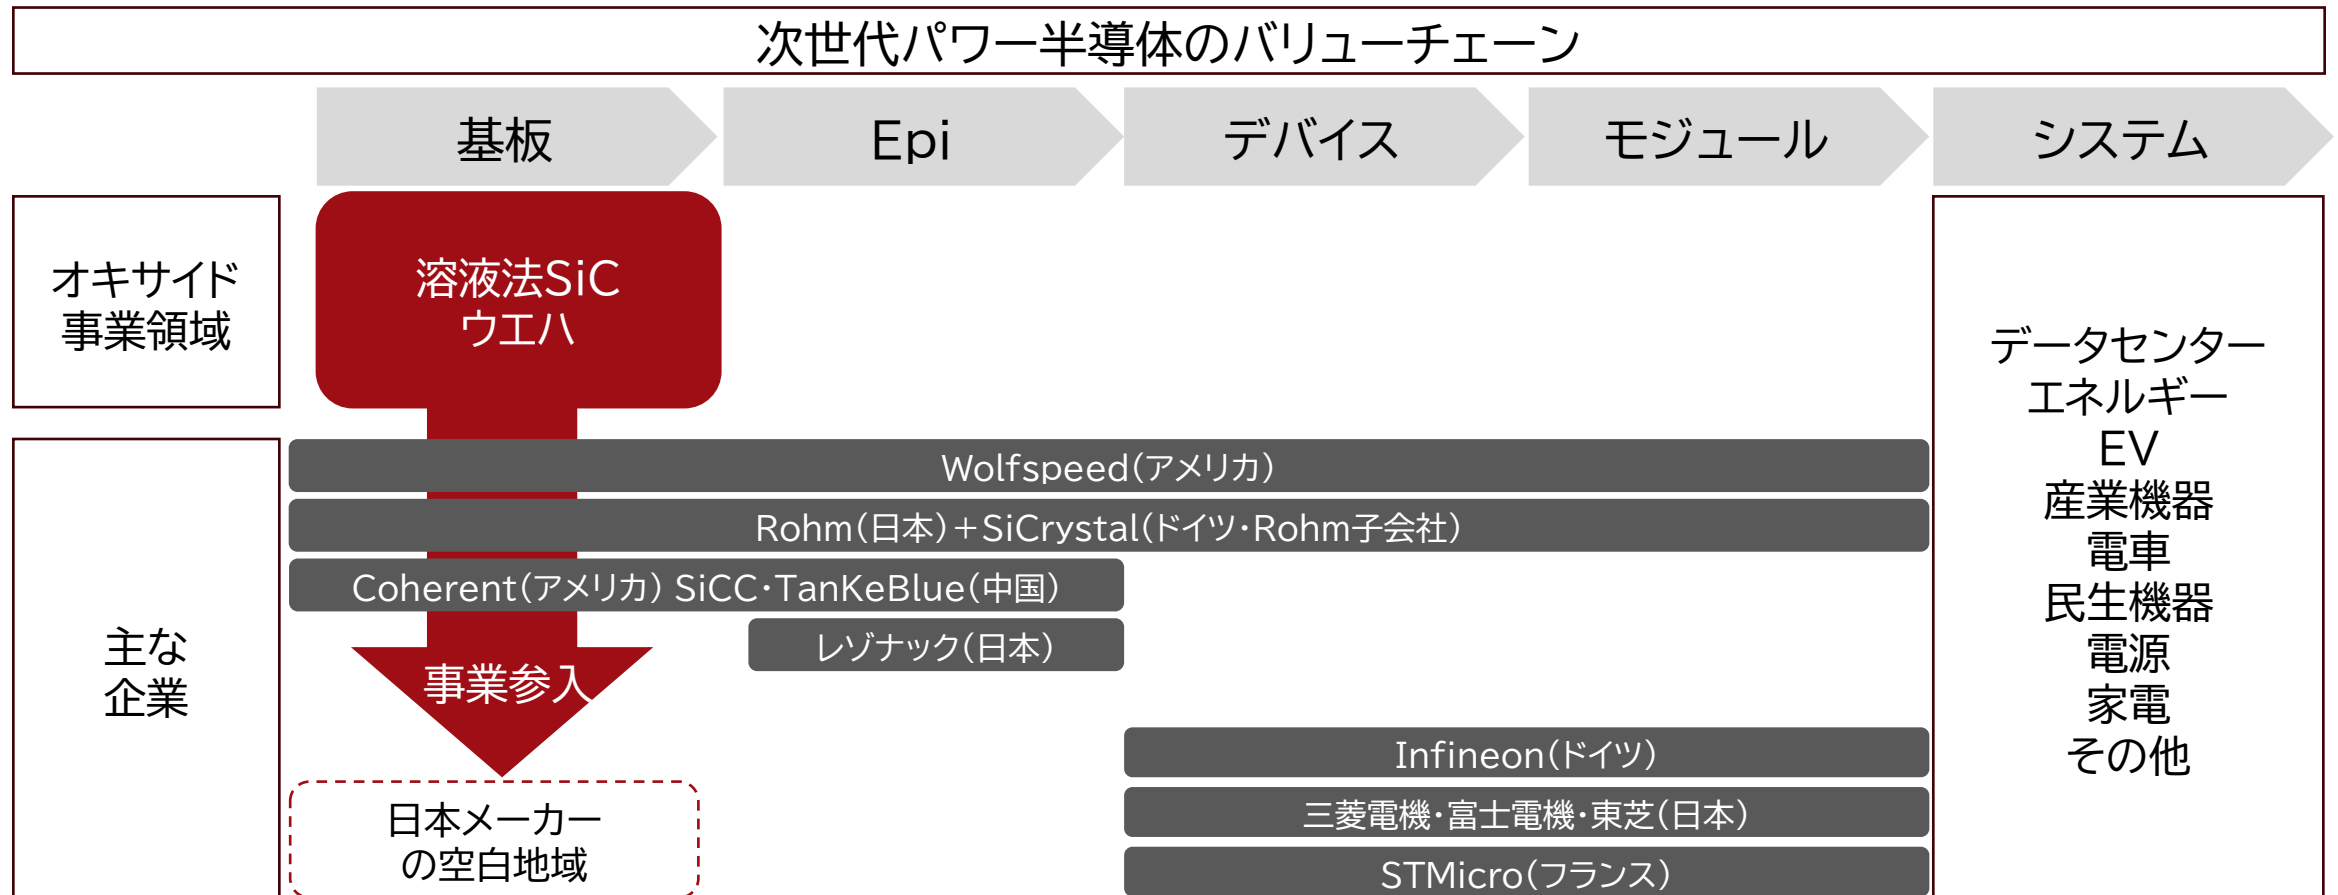 次世代パワー半導体のバリューチェーン
基板
Epi
デバイス
モジュール
システム
オキサイド
事業領域
溶液法SiC
ウエハ
主な
企業
Wolfspeed(アメリカ)
Rohm(日本)+SiCrystal(ドイツ・Rohm子会社)
Coherent(アメリカ) SiCC・TanKeBlue(中国)
レゾナック(日本)
事業参入
Infineon(ドイツ)
三菱電機・富士電機・東芝(日本)
STMicro(フランス)
日本メーカー
の空白地域
データセンター
エネルギー
EV
産業機器
電車
民生機器
電源
家電
その他